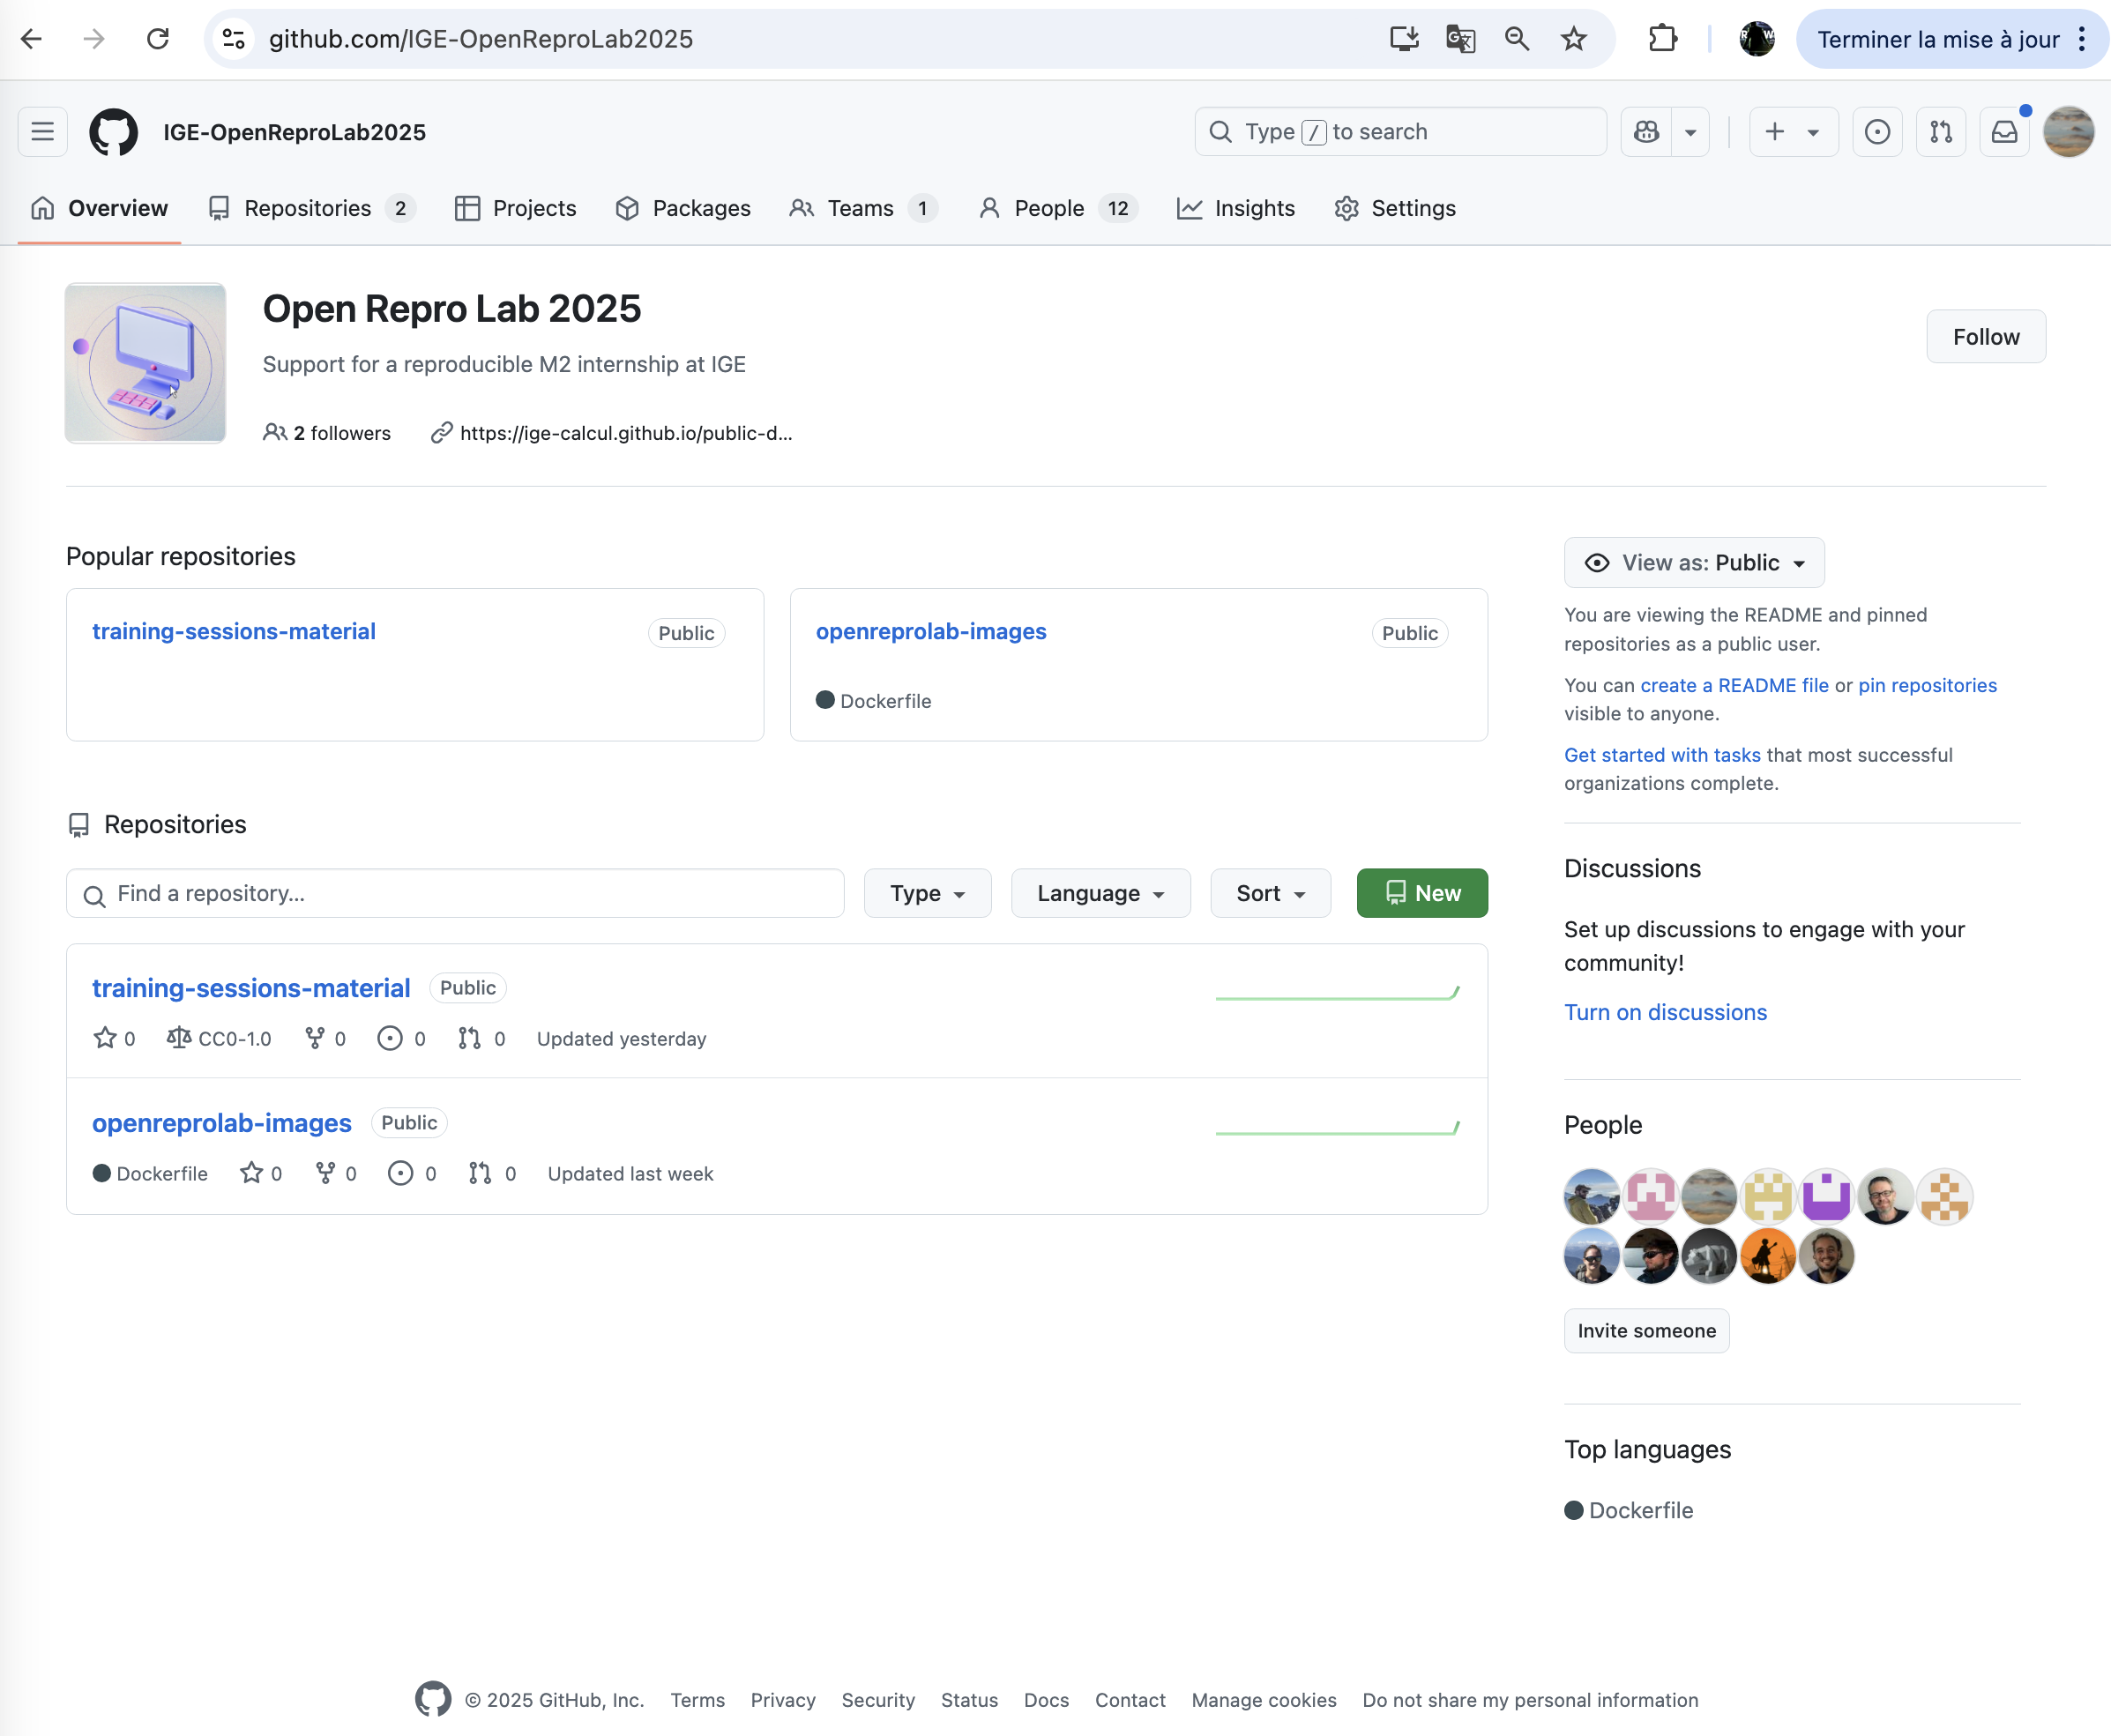 github.com/IGE-OpenReproLab2025
Terminer la mise à jour
IGE-OpenReproLab2025
Type / to search
Overview
Repositories 2
Projects
Packages
Teams 1
People 12
Insights
Settings
Open Repro Lab 2025
Follow
Support for a reproducible M2 internship at IGE
2 followers
https://ige-calcul.github.io/public-d...
Popular repositories
training-sessions-material Public
openreprolab-images Public
Dockerfile
Repositories
Find a repository...
Type
Language
Sort
New
training-sessions-material Public
0 CC0-1.0 0 0 0 Updated yesterday
openreprolab-images Public
Dockerfile 0 0 0 0 Updated last week
View as: Public
You are viewing the README and pinned
repositories as a public user.
You can create a README file or pin repositories
visible to anyone.
Get started with tasks that most successful
organizations complete.
Discussions
Set up discussions to engage with your
community!
Turn on discussions
People
Invite someone
Top languages
Dockerfile
© 2025 GitHub, Inc. Terms Privacy Security Status Docs Contact Manage cookies Do not share my personal information